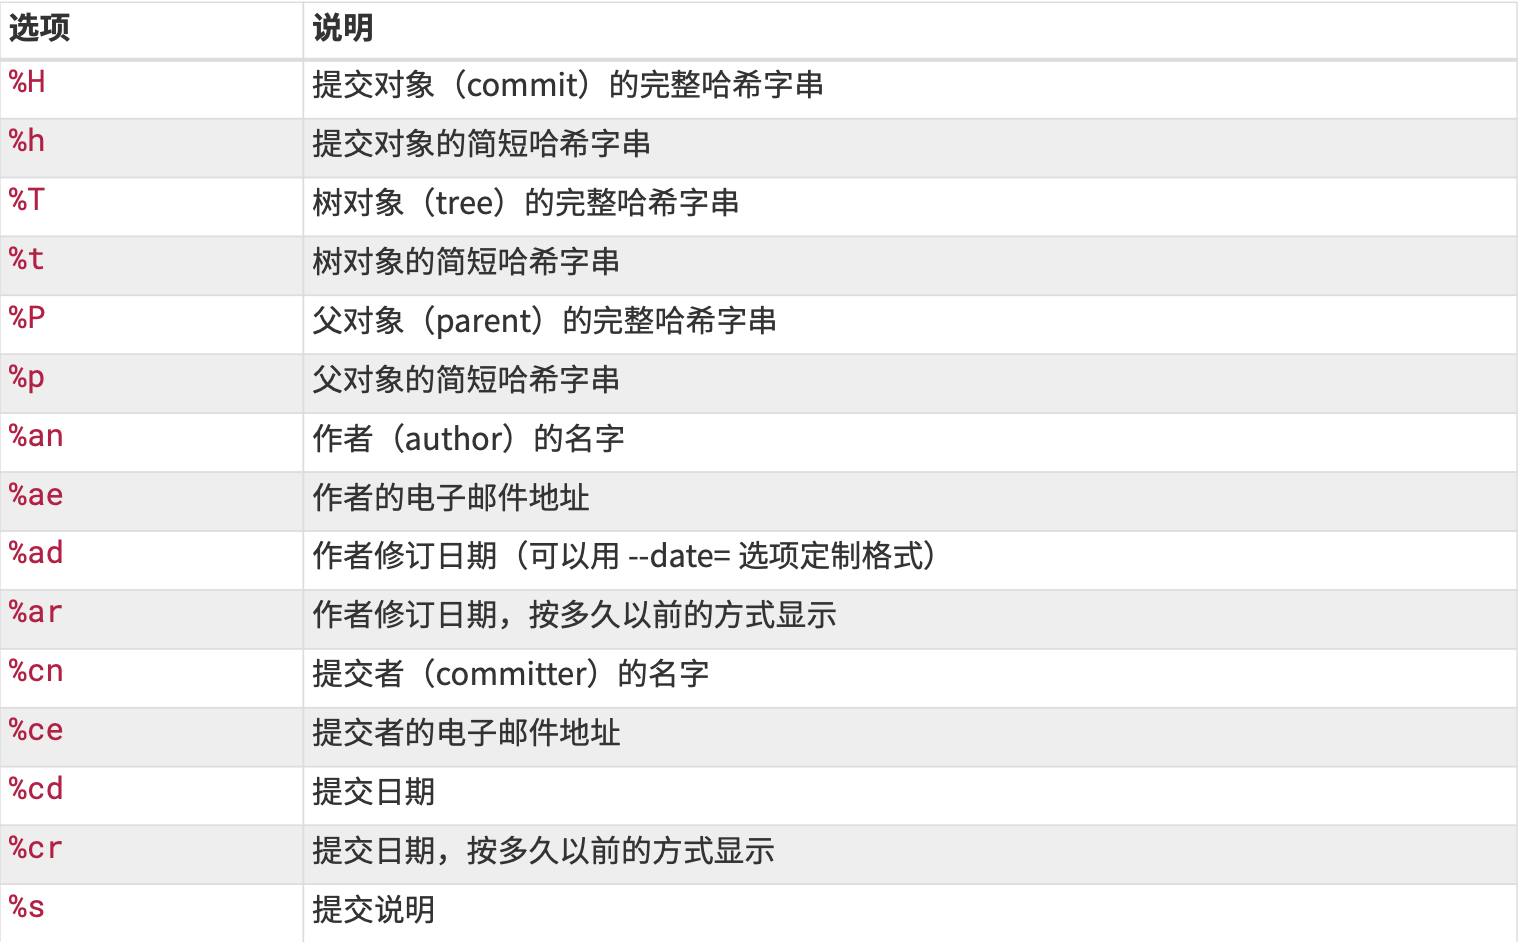 选项 说明
%H 提交对象（commit）的完整哈希字串
%h 提交对象的简短哈希字串
%T 树对象（tree）的完整哈希字串
%t 树对象的简短哈希字串
%P 父对象（parent）的完整哈希字串
%p 父对象的简短哈希字串
%an 作者（author）的名字
%ae 作者的电子邮件地址
%ad 作者修订日期（可以用 --date= 选项定制格式）
%ar 作者修订日期，按多久以前的方式显示
%cn 提交者（committer）的名字
%ce 提交者的电子邮件地址
%cd 提交日期
%cr 提交日期，按多久以前的方式显示
%s 提交说明